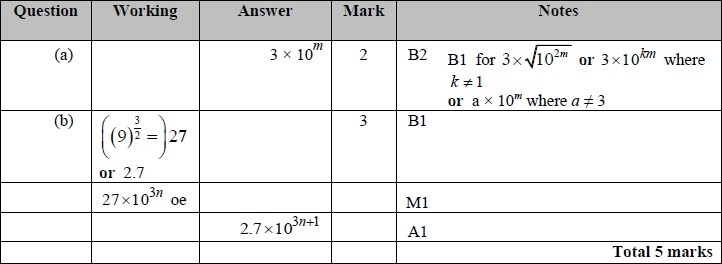 Question Working Answer Mark Notes
(a) 3 × 10^m 2 B2 B1 for 3×√(10^{2m}) or 3×10^{km} where
k ≠ 1
or a × 10^m where a ≠ 3
(b) ((9)^{3/2} =) 27 3 B1
or 2.7
27×10^{3n} oe M1
2.7×10^{3n+1} A1
Total 5 marks